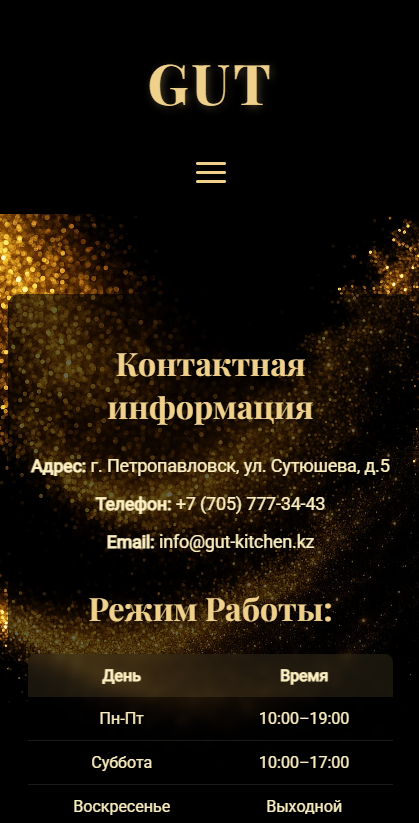 GUT
Контактная
информация
Адрес: г. Петропавловск, ул. Сутюшева, д.5
Телефон: +7 (705) 777-34-43
Email: info@gut-kitchen.kz
Режим Работы:
День Время
Пн-Пт 10:00–19:00
Суббота 10:00–17:00
Воскресенье Выходной